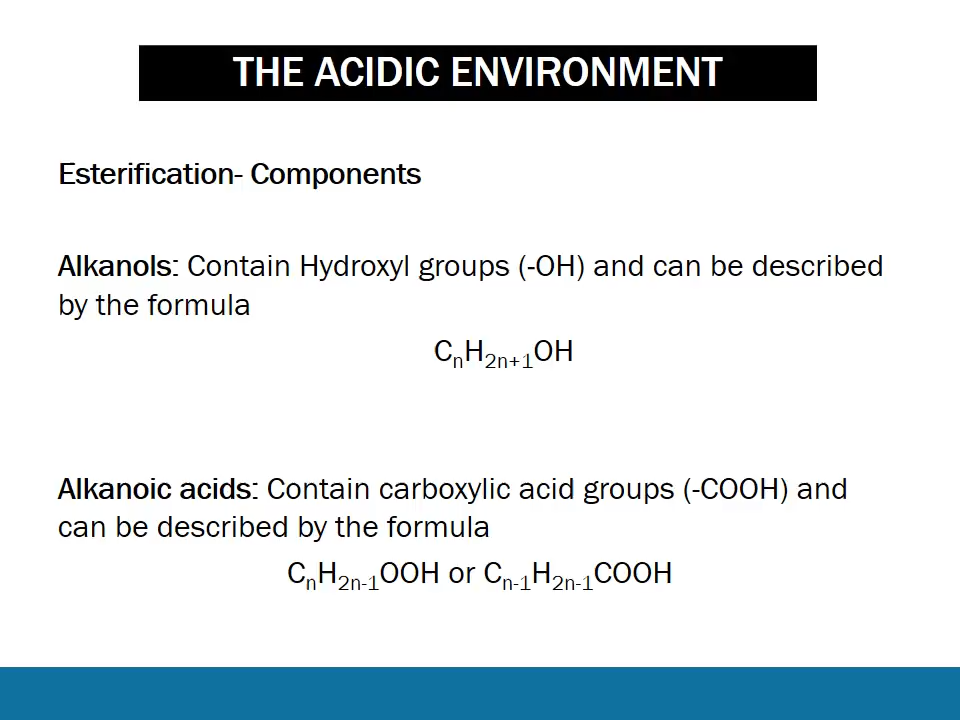 THE ACIDIC ENVIRONMENT
Esterification- Components
Alkanols: Contain Hydroxyl groups (-OH) and can be described
by the formula
CₙH₂ₙ₊₁OH
Alkanoic acids: Contain carboxylic acid groups (-COOH) and
can be described by the formula
CₙH₂ₙ₋₁OOH or Cₙ₋₁H₂ₙ₋₁COOH